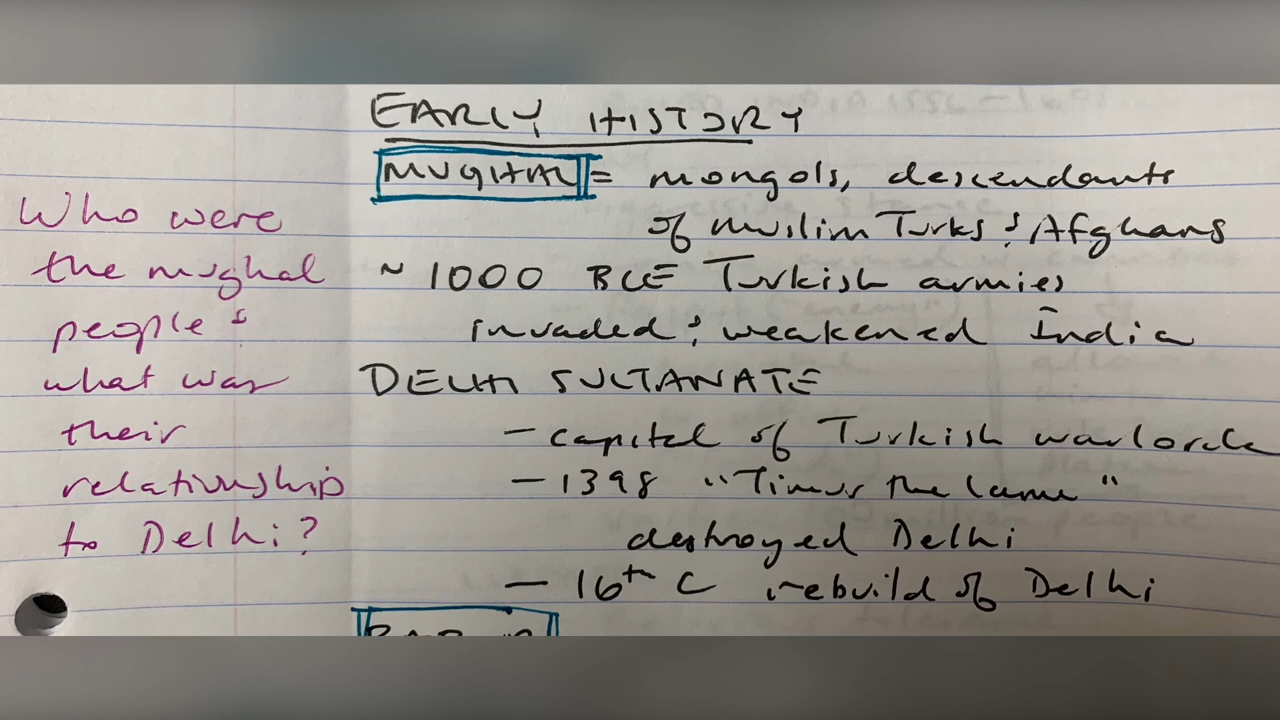 EARLY HISTORY
MUGHAL = mongols, descendants
of muslim Turks & Afghans
~ 1000 BCE Turkish armies
invaded & weakened India
DELHI SULTANATE
- capital of Turkish warlords
- 1398 "Timur the lame"
destroyed Delhi
- 16th C rebuild of Delhi
Who were
the mughal
people &
what was
their
relationship
to Delhi?